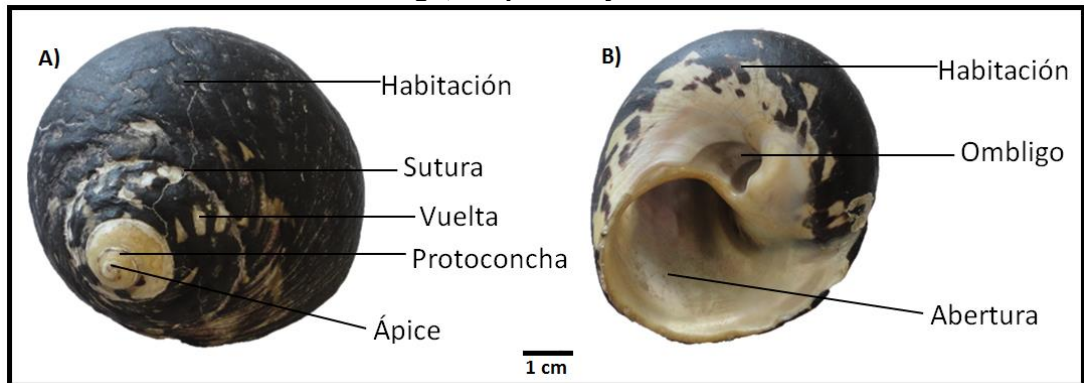 A)
Habitación
Sutura
Vuelta
Protoconcha
Ápice
B)
Habitación
Ombligo
Abertura
1 cm